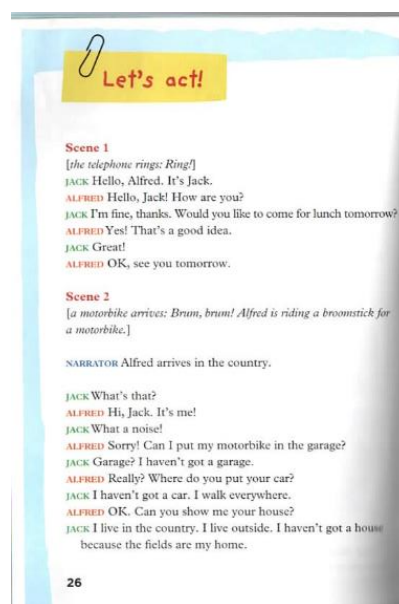 Let's act!
Scene 1
[the telephone rings: Ring!]
JACK Hello, Alfred. It's Jack.
ALFRED Hello, Jack! How are you?
JACK I'm fine, thanks. Would you like to come for lunch tomorrow?
ALFRED Yes! That's a good idea.
JACK Great!
ALFRED OK, see you tomorrow.
Scene 2
[a motorbike arrives: Brum, brum! Alfred is riding a broomstick for
a motorbike.]
NARRATOR Alfred arrives in the country.
JACK What's that?
ALFRED Hi, Jack. It's me!
JACK What a noise!
ALFRED Sorry! Can I put my motorbike in the garage?
JACK Garage? I haven't got a garage.
ALFRED Really? Where do you put your car?
JACK I haven't got a car. I walk everywhere.
ALFRED OK. Can you show me your house?
JACK I live in the country. I live outside. I haven't got a house
because the fields are my home.
26